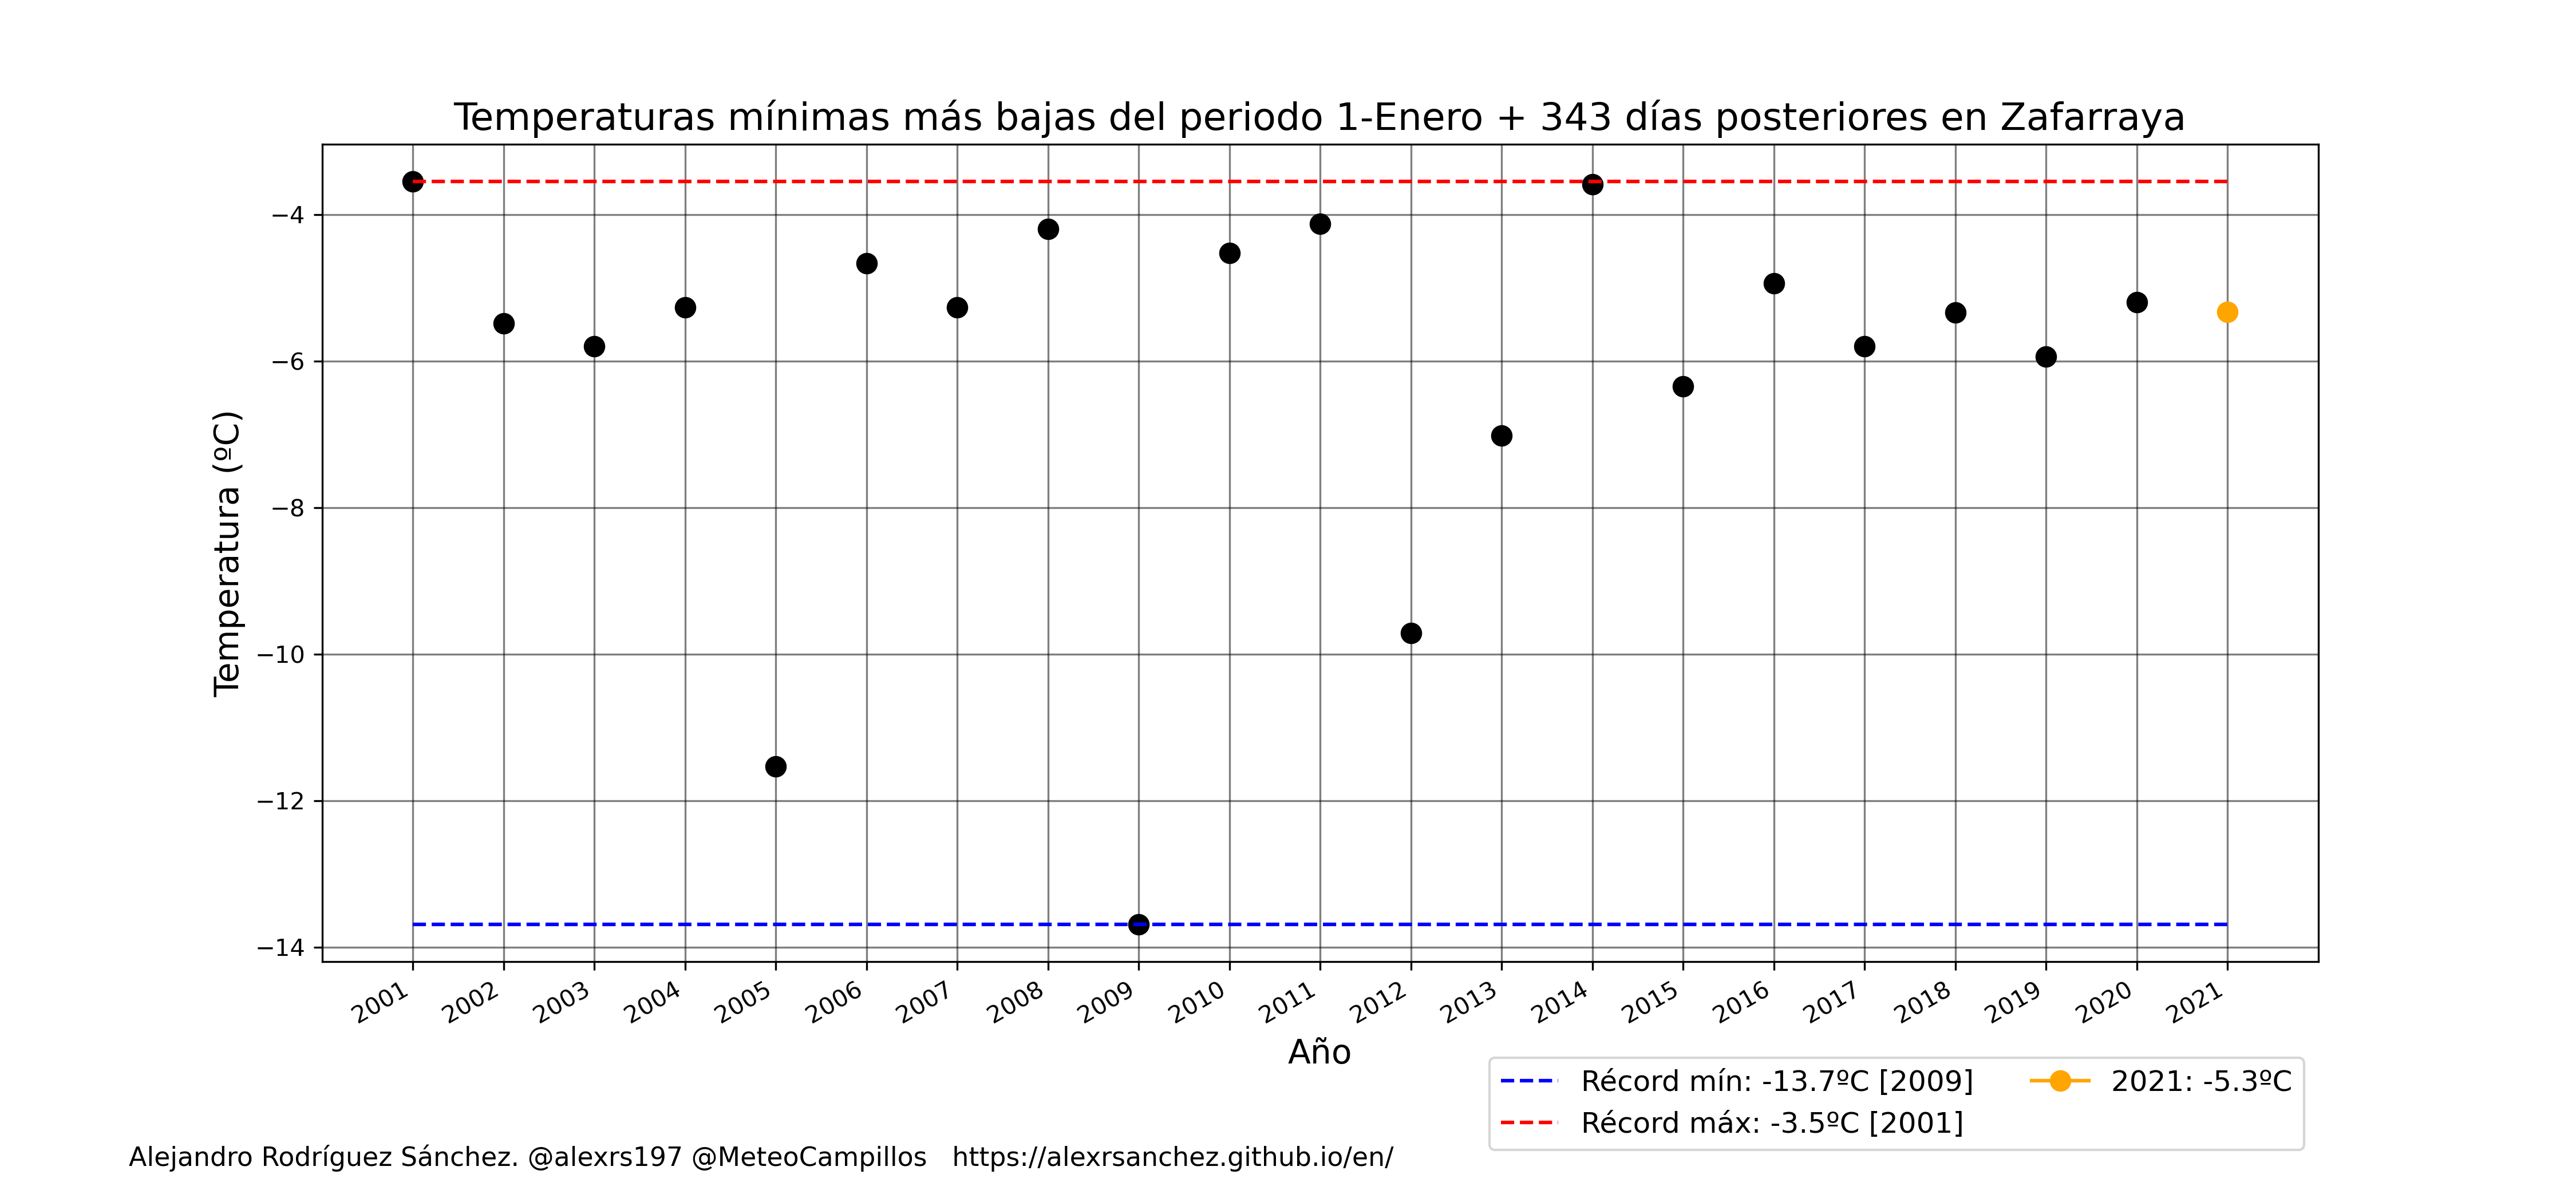 Temperaturas mínimas más bajas del periodo 1-Enero + 343 días posteriores en Zafarraya
Temperatura (ºC)
−4
−6
−8
−10
−12
−14
2001 2002 2003 2004 2005 2006 2007 2008 2009 2010 2011 2012 2013 2014 2015 2016 2017 2018 2019 2020 2021
Año
Récord mín: -13.7ºC [2009]
Récord máx: -3.5ºC [2001]
2021: -5.3ºC
Alejandro Rodríguez Sánchez. @alexrs197 @MeteoCampillos https://alexrsanchez.github.io/en/